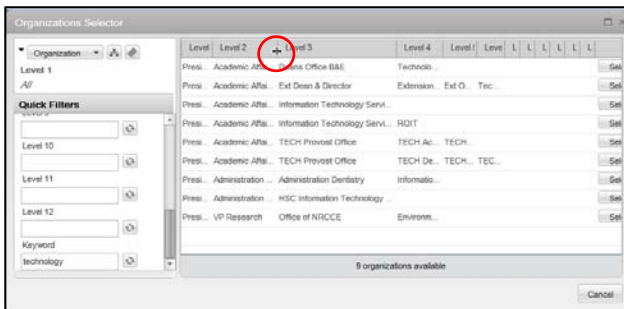 Organizations Selector
Organization
Level 1
All
Quick Filters
Level 10
Level 11
Level 12
Keyword
technology
Level Level 2 Level 3 Level 4 Level! Leve L L L L L L
Presi... Academic Affai... Deans Office B&E Technolo... Sel
Presi... Academic Affai... Ext Dean & Director Extension... Ext O... Tec... Sel
Presi... Academic Affai... Information Technology Servi... Sel
Presi... Academic Affai... Information Technology Servi... RQIT Sel
Presi... Academic Affai... TECH Provost Office TECH Ac... TECH... Sel
Presi... Academic Affai... TECH Provost Office TECH De... TECH... TEC... Sel
Presi... Administration ... Administration Dentistry Informatio... Sel
Presi... Administration ... HSC Information Technology ... Sel
Presi... VP Research Office of NRCCE Environm... Sel
9 organizations available
Cancel